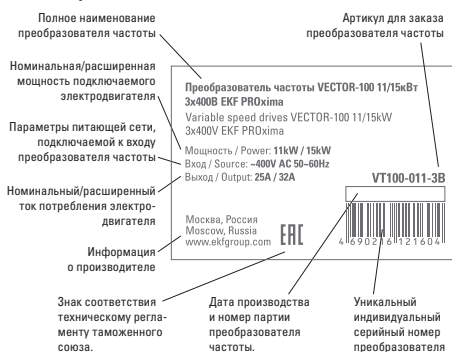 Полное наименование
преобразователя частоты
Артикул для заказа
преобразователя частоты
Номинальная/расширенная
мощность подключаемого
электродвигателя
Параметры питающей сети,
подключаемой к входу
преобразователя частоты
Номинальный/расширенный
ток потребления электро-
двигателя
Информация
о производителе
Преобразователь частоты VECTOR-100 11/15кВт
3х400В EKF PROxima
Variable speed drives VECTOR-100 11/15kW
3x400V EKF PROxima
Мощность / Power: 11kW / 15kW
Вход / Source: ~400V AC 50~60Hz
Выход / Output: 25A / 32A
VT100-011-3B
Москва, Россия
Moscow, Russia
www.ekfgroup.com
EAC
4 690216 121604
Знак соответствия
техническому регла-
менту таможенного
союза.
Дата производства
и номер партии
преобразователя
частоты.
Уникальный
индивидуальный
серийный номер
преобразователя